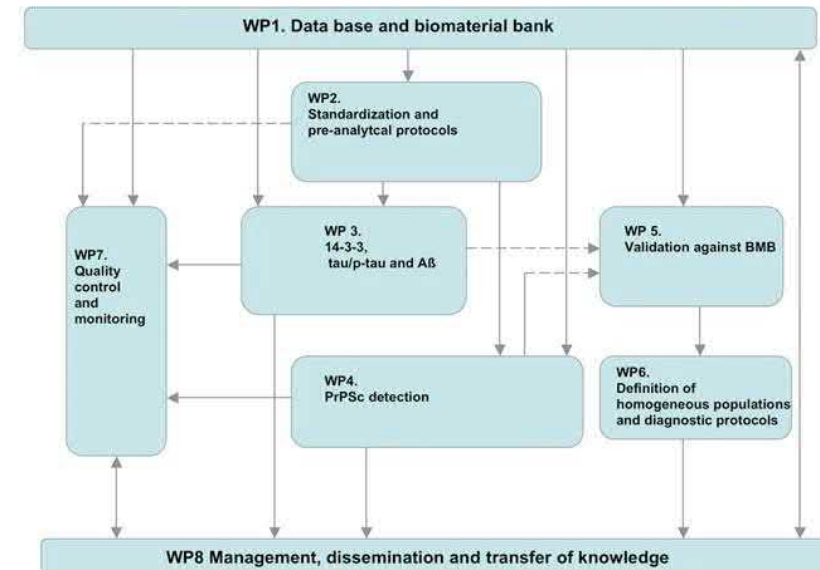 WP1. Data base and biomaterial bank
WP2.
Standardization and
pre-analytcal protocols
WP 3.
14-3-3,
tau/p-tau and Aß
WP 5.
Validation against BMB
WP7.
Quality
control
and
monitoring
WP4.
PrPSc detection
WP6.
Definition of
homogeneous populations
and diagnostic protocols
WP8 Management, dissemination and transfer of knowledge